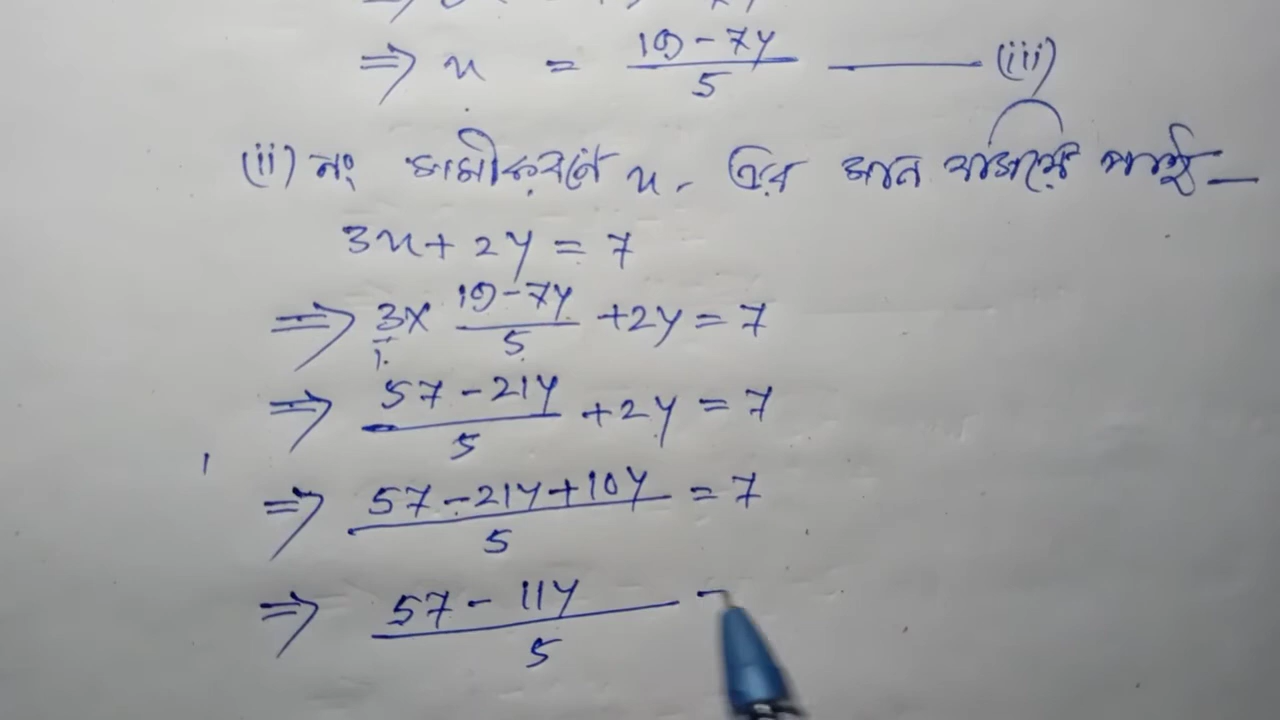 ⇒ x = (19 - 7y)/5 ——— (iii)
(ii) নং সমীকরণে x এর মান বসিয়ে পাই —
3x + 2y = 7
⇒ 3/1 × (19 - 7y)/5 + 2y = 7
⇒ (57 - 21y)/5 + 2y = 7
⇒ (57 - 21y + 10y)/5 = 7
⇒ (57 - 11y)/5